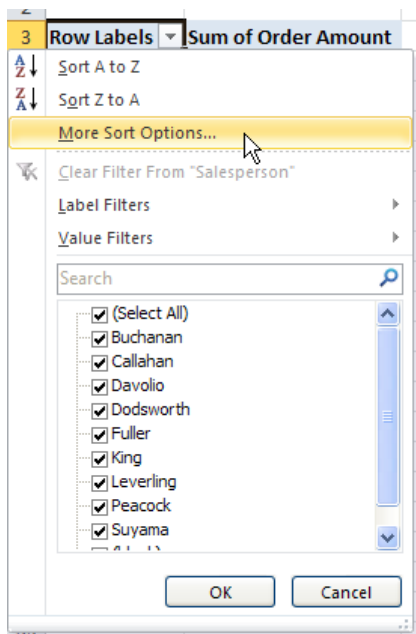 3 Row Labels Sum of Order Amount
Sort A to Z
Sort Z to A
More Sort Options...
Clear Filter From "Salesperson"
Label Filters
Value Filters
Search
(Select All)
Buchanan
Callahan
Davolio
Dodsworth
Fuller
King
Leverling
Peacock
Suyama
OK Cancel